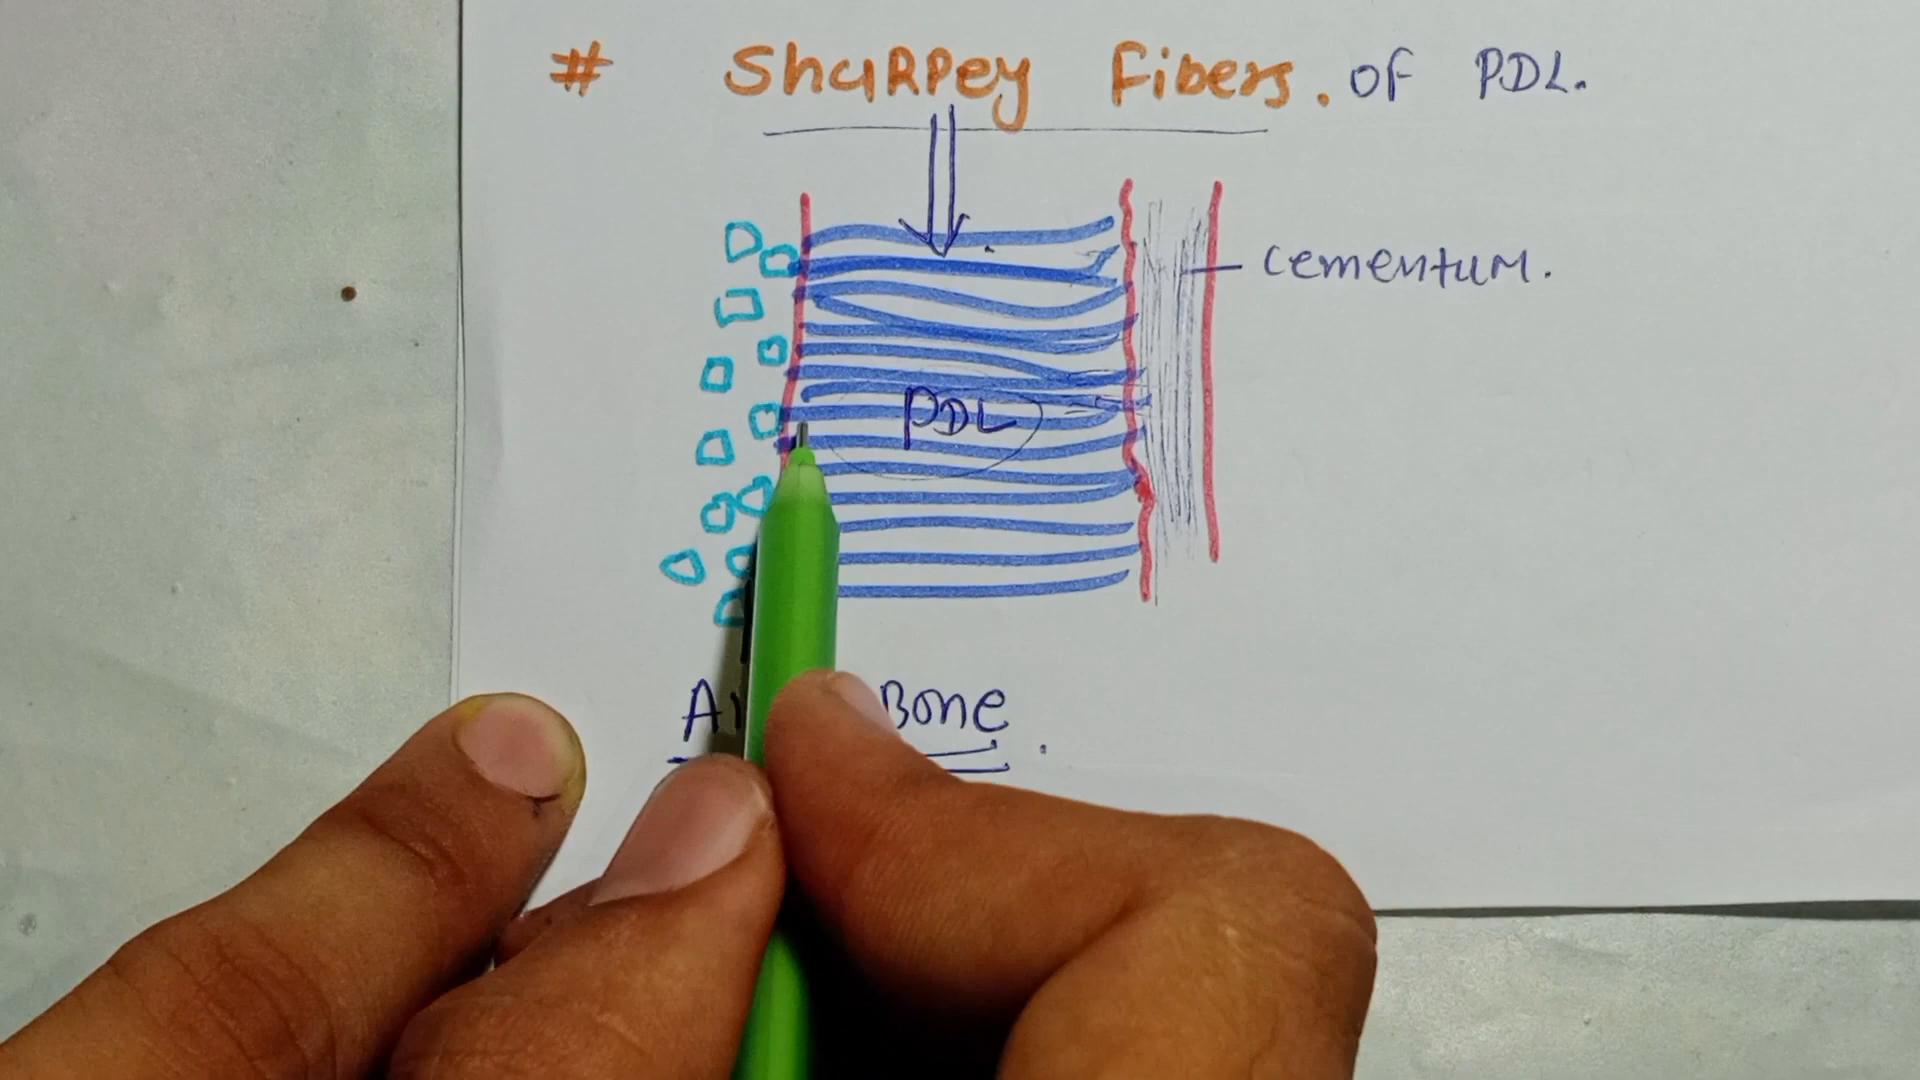 # ShaRPey Fibers. of PDL.
cementum.
PDL
Bone